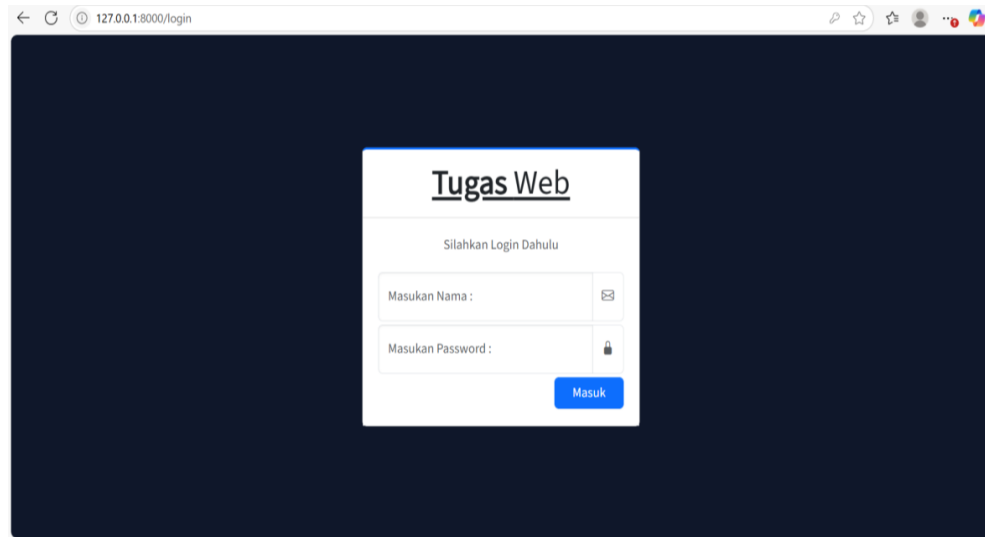 127.0.0.1:8000/login
Tugas Web
Silahkan Login Dahulu
Masukan Nama :
Masukan Password :
Masuk